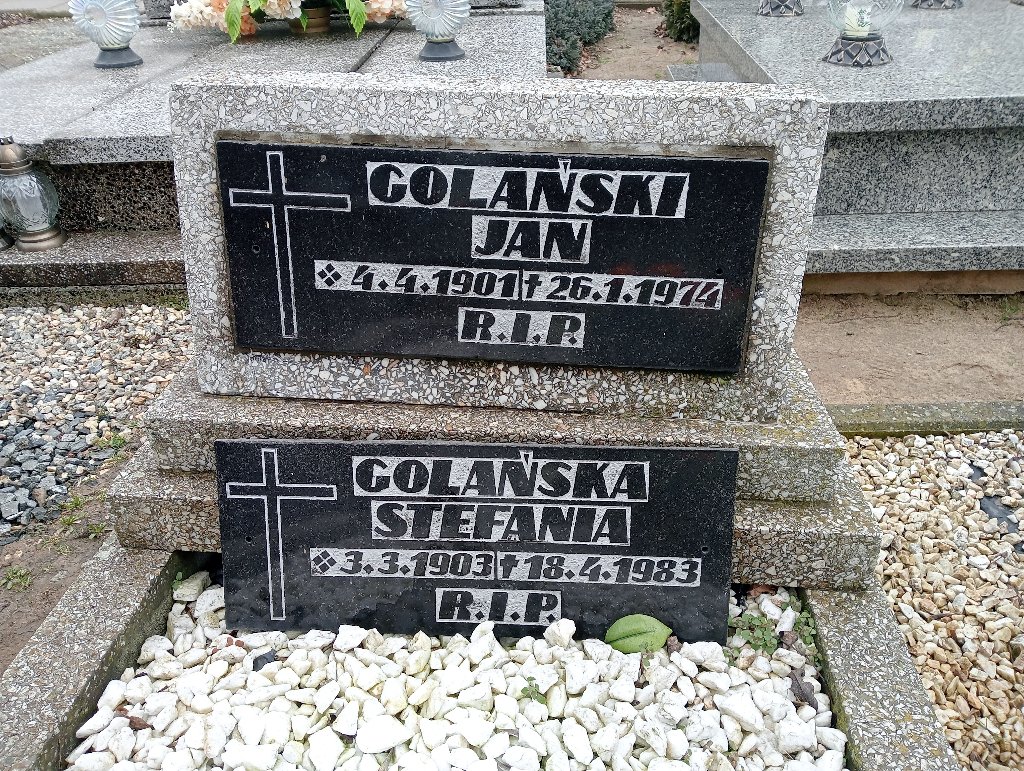 GOLAŃSKI
JAN
❖ 4.4.1901 † 26.1.1974
R.I.P.
GOLAŃSKA
STEFANIA
❖ 3.3.1903 † 18.4.1983
R.I.P.